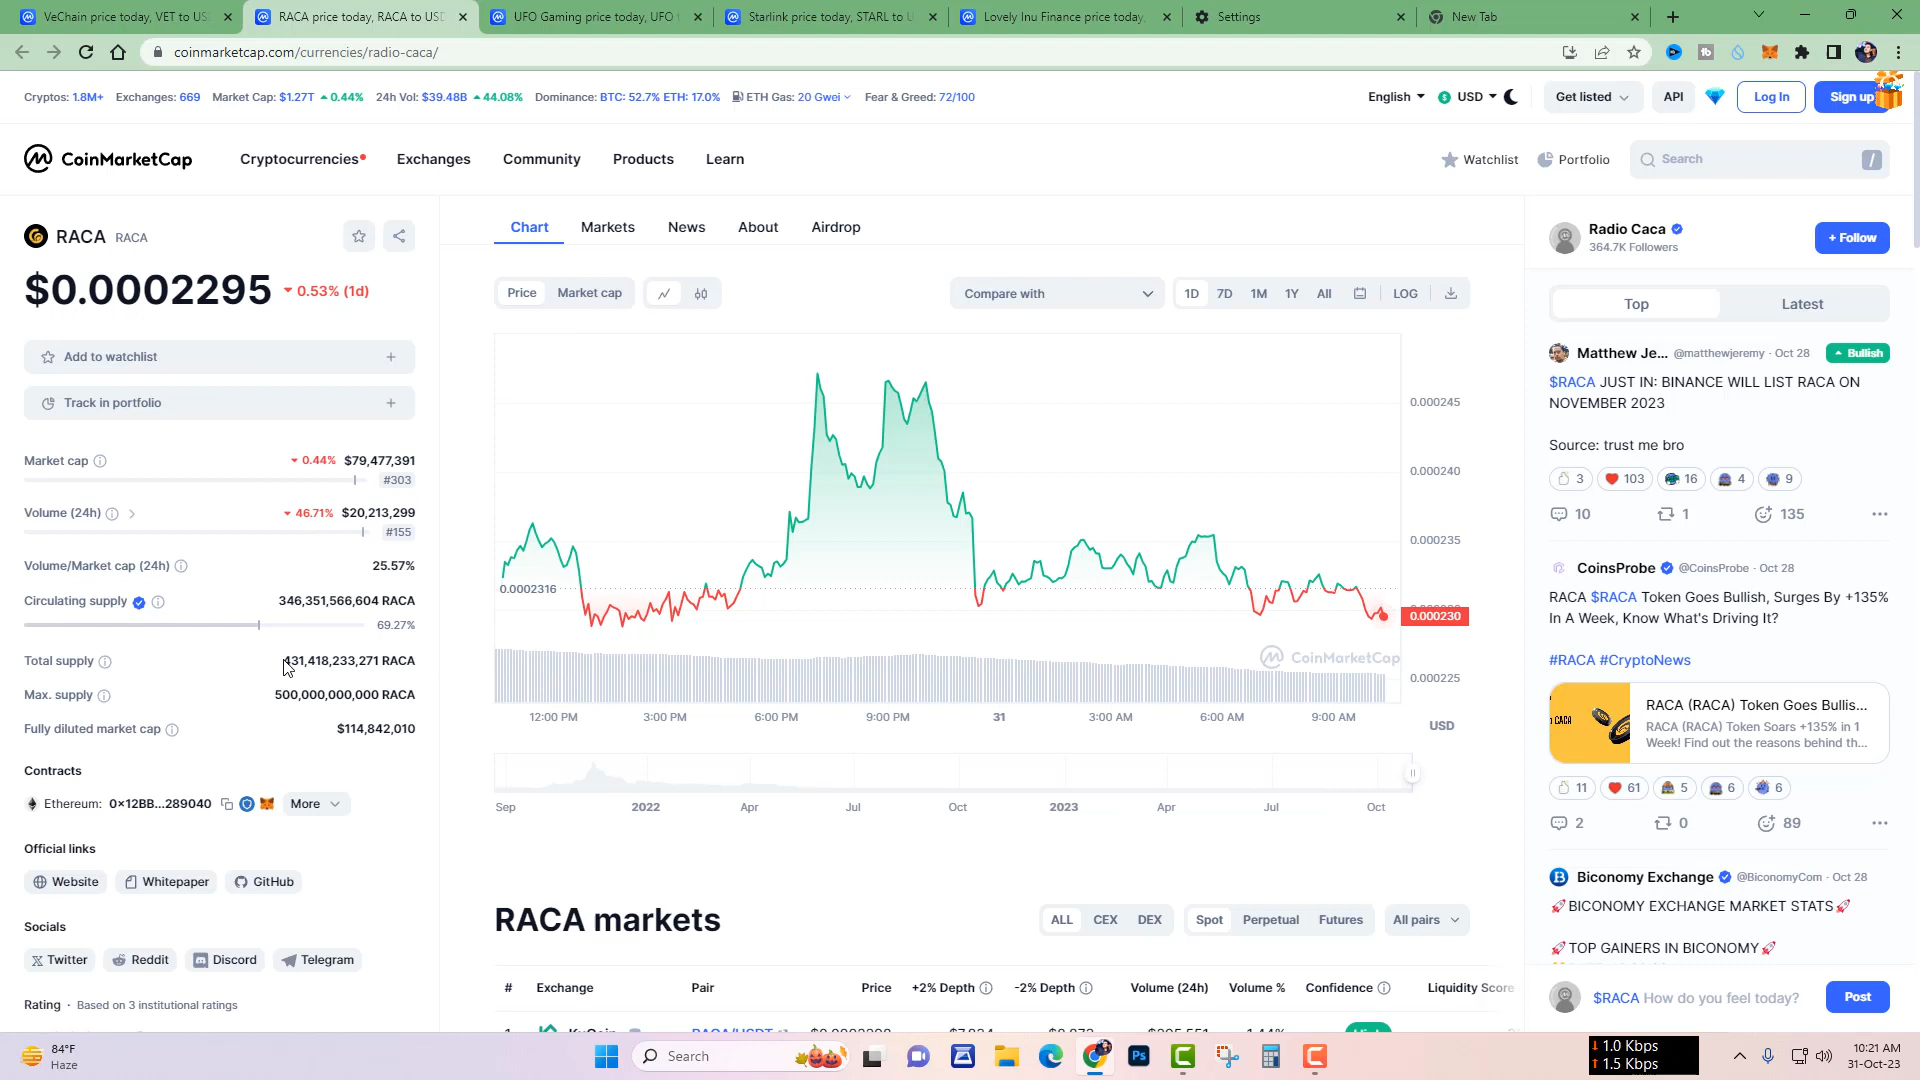 VeChain price today, VET to US
RACA price today, RACA to USD
UFO Gaming price today, UFO t
Starlink price today, STARL to U
Lovely Inu Finance price today,
Settings
New Tab
coinmarketcap.com/currencies/radio-caca/
Cryptos: 1.8M+ Exchanges: 669 Market Cap: $1.27T 0.44% 24h Vol: $39.48B 44.08% Dominance: BTC: 52.7% ETH: 17.0% ETH Gas: 20 Gwei Fear & Greed: 72/100
English USD Get listed API Log In Sign up
CoinMarketCap Cryptocurrencies Exchanges Community Products Learn Watchlist Portfolio Search /
RACA RACA
$0.0002295 0.53% (1d)
Add to watchlist +
Track in portfolio +
Market cap 0.44% $79,477,391
#303
Volume (24h) 46.71% $20,213,299
#155
Volume/Market cap (24h) 25.57%
Circulating supply 346,351,566,604 RACA
69.27%
Total supply 431,418,233,271 RACA
Max. supply 500,000,000,000 RACA
Fully diluted market cap $114,842,010
Contracts
Ethereum: 0×12BB...289040 More
Official links
Website Whitepaper GitHub
Socials
Twitter Reddit Discord Telegram
Rating · Based on 3 institutional ratings
Chart Markets News About Airdrop
Price Market cap Compare with 1D 7D 1M 1Y All LOG
0.000245
0.000240
0.000235
0.0002316
0.000230
0.000225
CoinMarketCap
12:00 PM 3:00 PM 6:00 PM 9:00 PM 31 3:00 AM 6:00 AM 9:00 AM
USD
Sep 2022 Apr Jul Oct 2023 Apr Jul Oct
RACA markets ALL CEX DEX Spot Perpetual Futures All pairs
# Exchange Pair Price +2% Depth -2% Depth Volume (24h) Volume % Confidence Liquidity Score
Radio Caca
364.7K Followers
+ Follow
Top Latest
Matthew Je... @matthewjeremy · Oct 28 Bullish
$RACA JUST IN: BINANCE WILL LIST RACA ON
NOVEMBER 2023
Source: trust me bro
3 103 16 4 9
10 1 135
CoinsProbe @CoinsProbe · Oct 28
RACA $RACA Token Goes Bullish, Surges By +135%
In A Week, Know What's Driving It?
#RACA #CryptoNews
RACA (RACA) Token Goes Bullis...
RACA (RACA) Token Soars +135% in 1
Week! Find out the reasons behind th...
11 61 5 6 6
2 0 89
Biconomy Exchange @BiconomyCom · Oct 28
🚀BICONOMY EXCHANGE MARKET STATS🚀
🚀TOP GAINERS IN BICONOMY🚀
$RACA How do you feel today? Post
84°F
Haze
Search
1.0 Kbps
1.5 Kbps
10:21 AM
31-Oct-23